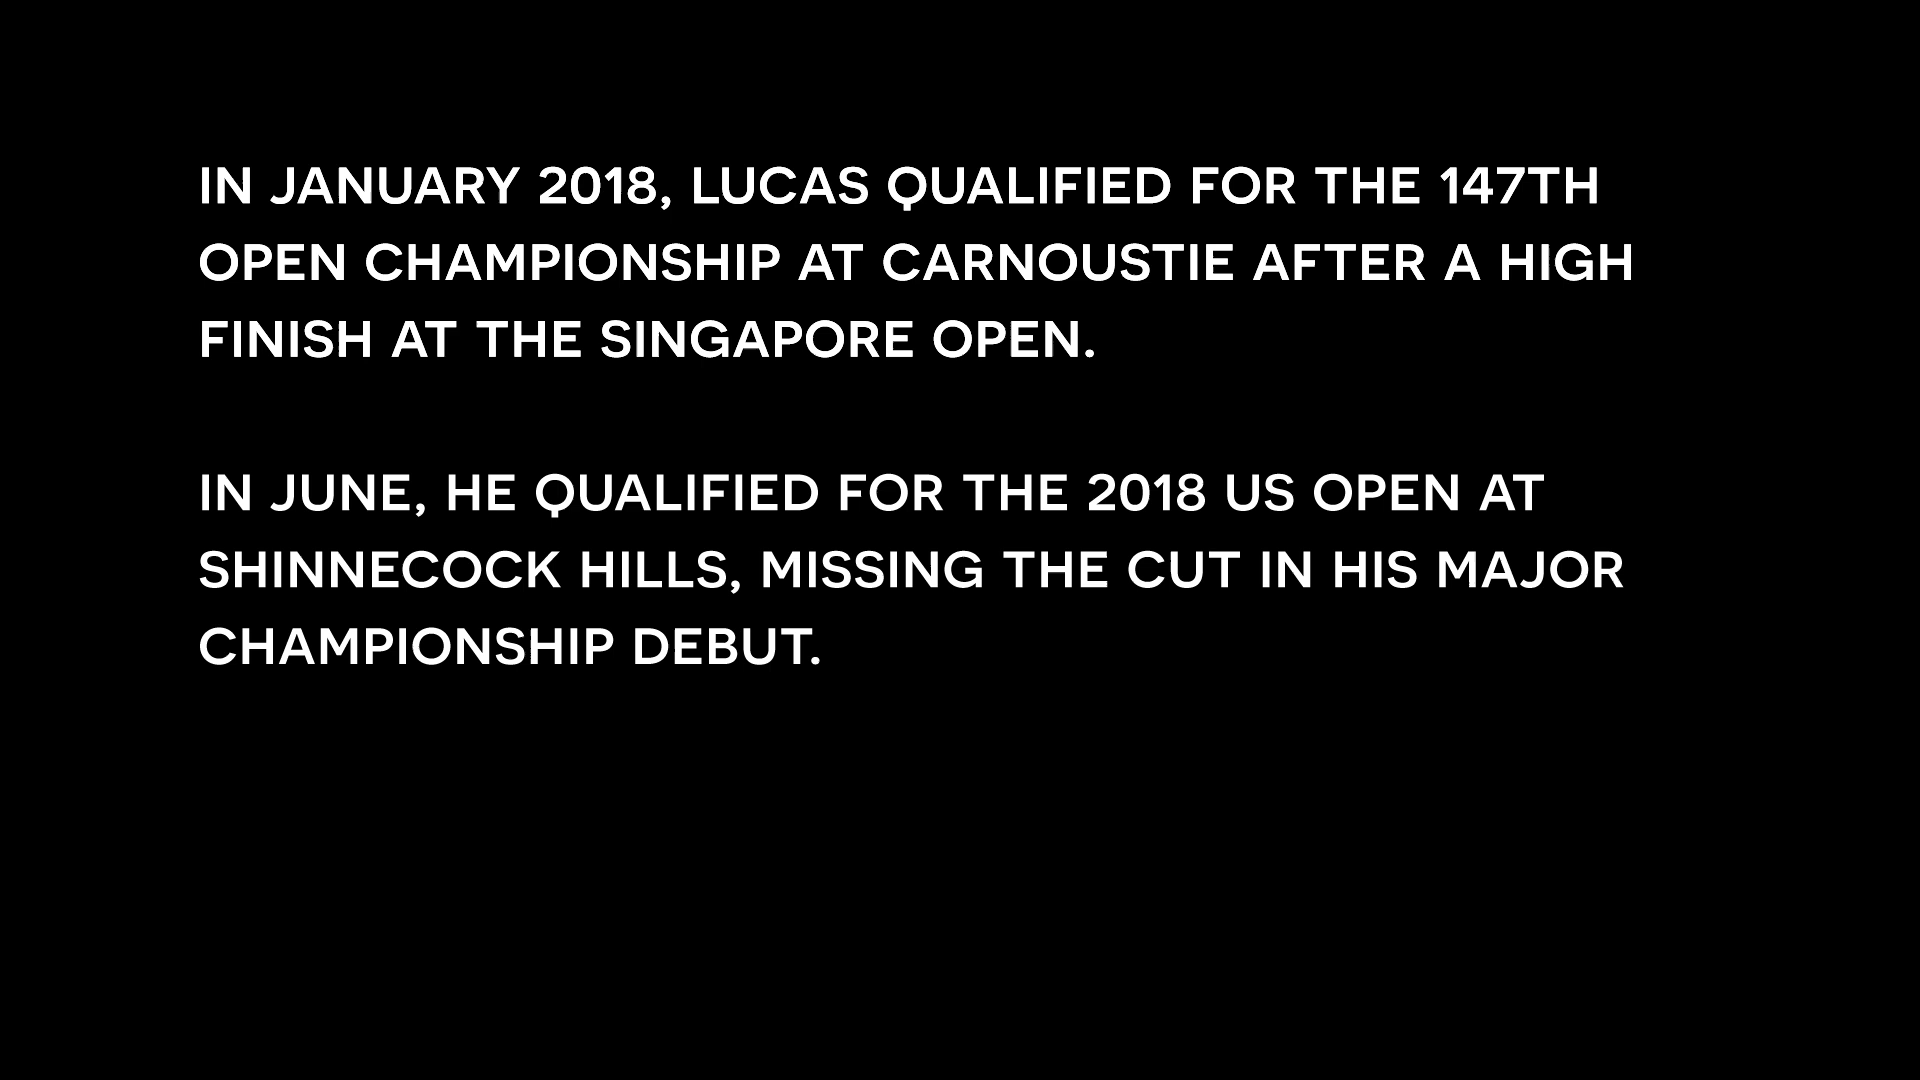 IN JANUARY 2018, LUCAS QUALIFIED FOR THE 147TH
OPEN CHAMPIONSHIP AT CARNOUSTIE AFTER A HIGH
FINISH AT THE SINGAPORE OPEN.
IN JUNE, HE QUALIFIED FOR THE 2018 US OPEN AT
SHINNECOCK HILLS, MISSING THE CUT IN HIS MAJOR
CHAMPIONSHIP DEBUT.